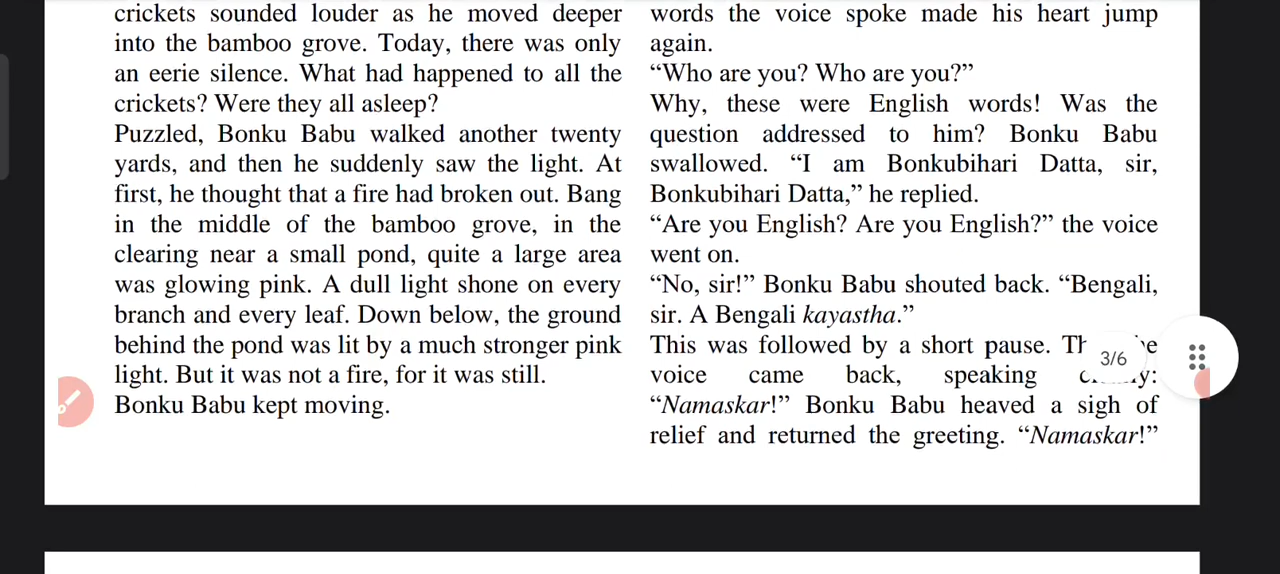 crickets sounded louder as he moved deeper
into the bamboo grove. Today, there was only
an eerie silence. What had happened to all the
crickets? Were they all asleep?
Puzzled, Bonku Babu walked another twenty
yards, and then he suddenly saw the light. At
first, he thought that a fire had broken out. Bang
in the middle of the bamboo grove, in the
clearing near a small pond, quite a large area
was glowing pink. A dull light shone on every
branch and every leaf. Down below, the ground
behind the pond was lit by a much stronger pink
light. But it was not a fire, for it was still.
Bonku Babu kept moving.
words the voice spoke made his heart jump
again.
“Who are you? Who are you?”
Why, these were English words! Was the
question addressed to him? Bonku Babu
swallowed. “I am Bonkubihari Datta, sir,
Bonkubihari Datta,” he replied.
“Are you English? Are you English?” the voice
went on.
“No, sir!” Bonku Babu shouted back. “Bengali,
sir. A Bengali kayastha.”
This was followed by a short pause.
voice came back, speaking
“Namaskar!” Bonku Babu heaved a sigh of
relief and returned the greeting. “Namaskar!”
3/6